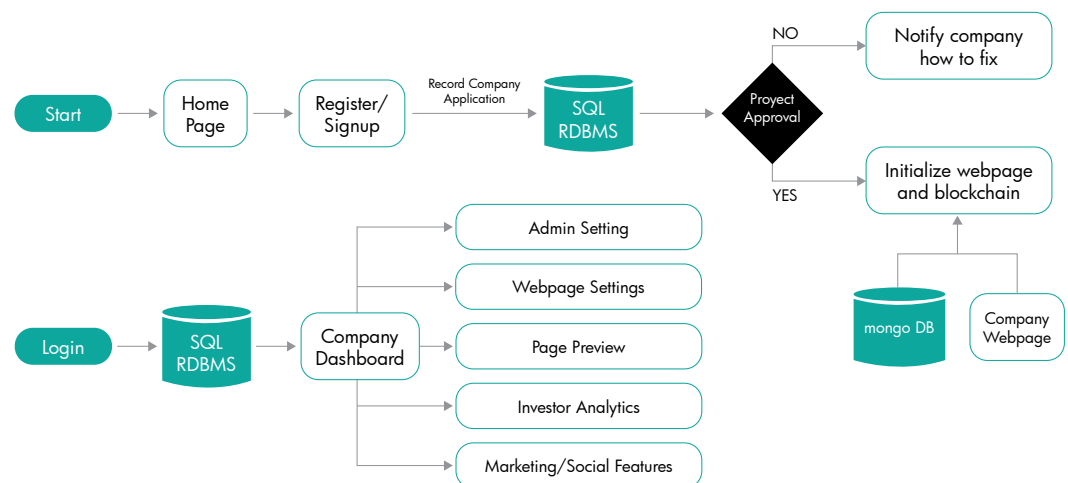 Start
Home
Page
Register/
Signup
Record Company
Application
SQL
RDBMS
Proyect
Approval
NO
Notify company
how to fix
YES
Initialize webpage
and blockchain
mongo DB
Company
Webpage
Login
SQL
RDBMS
Company
Dashboard
Admin Setting
Webpage Settings
Page Preview
Investor Analytics
Marketing/Social Features